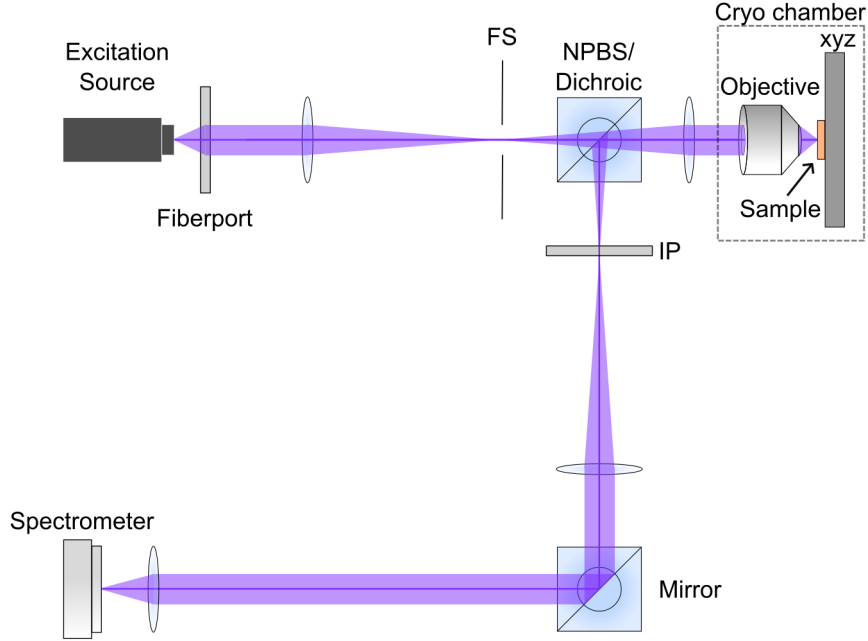 Cryo chamber
xyz
FS
NPBS/
Dichroic
Excitation
Source
Objective
Fiberport
Sample
IP
Spectrometer
Mirror